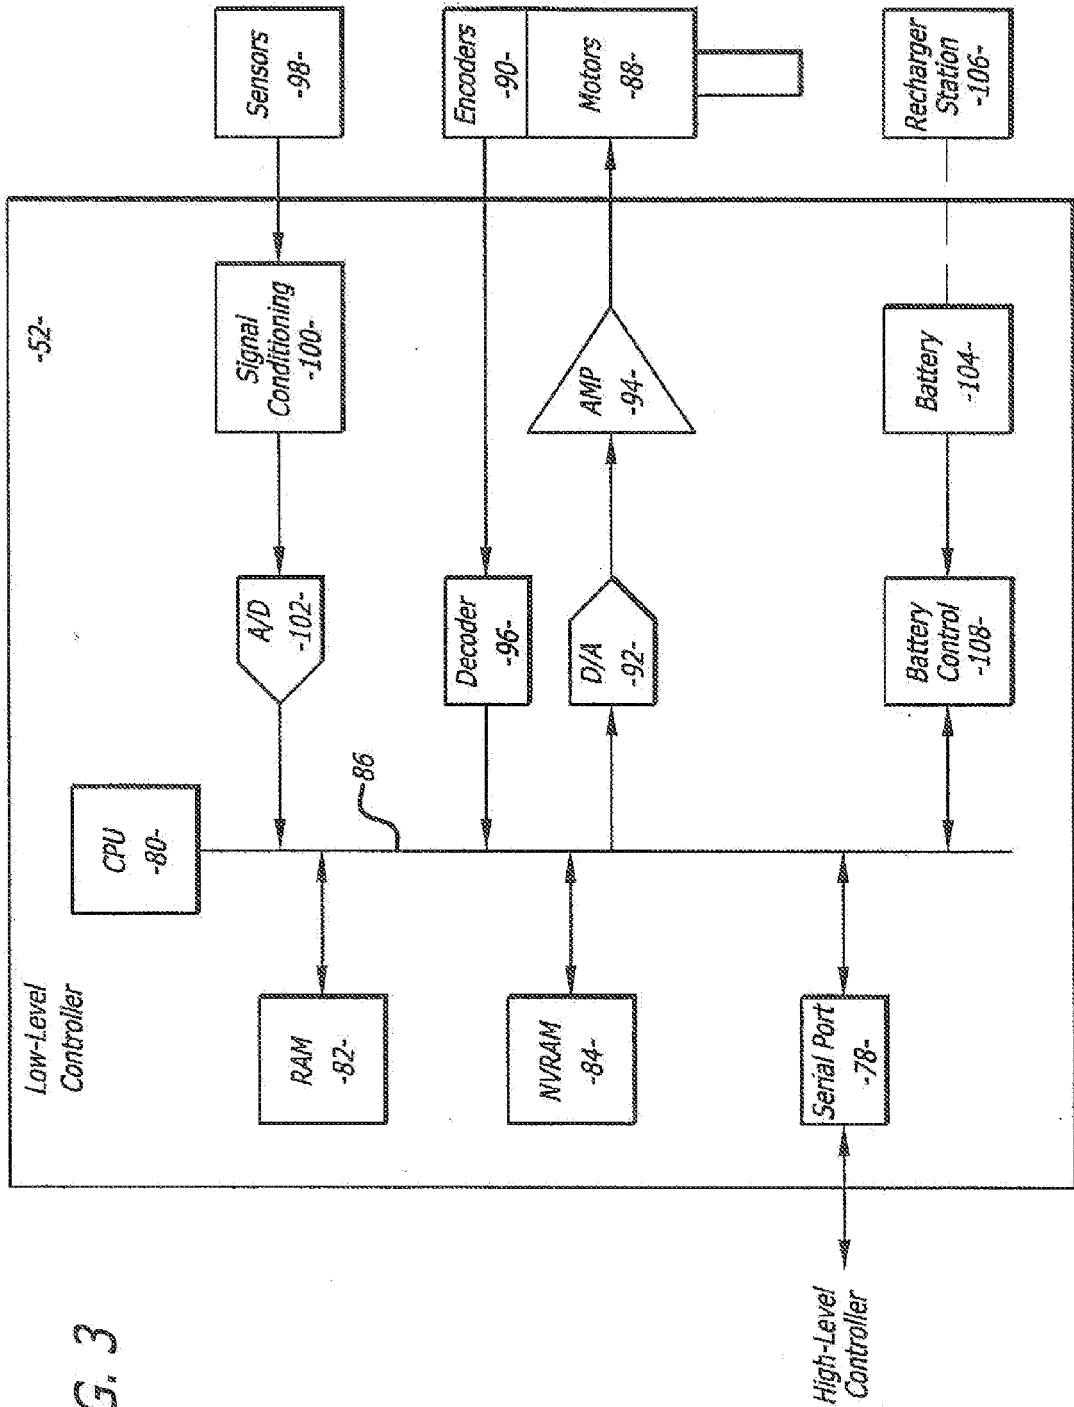 Low-Level
Controller
-52-
CPU
-80-
A/D
-102-
Signal
Conditioning
-100-
Sensors
-98-
RAM
-82-
86
Decoder
-96-
Encoders
-90-
NVRAM
-84-
D/A
-92-
AMP
-94-
Motors
-88-
High-Level
Controller
Serial Port
-78-
Battery
Control
-108-
Battery
-104-
Recharger
Station
-106-
G. 3